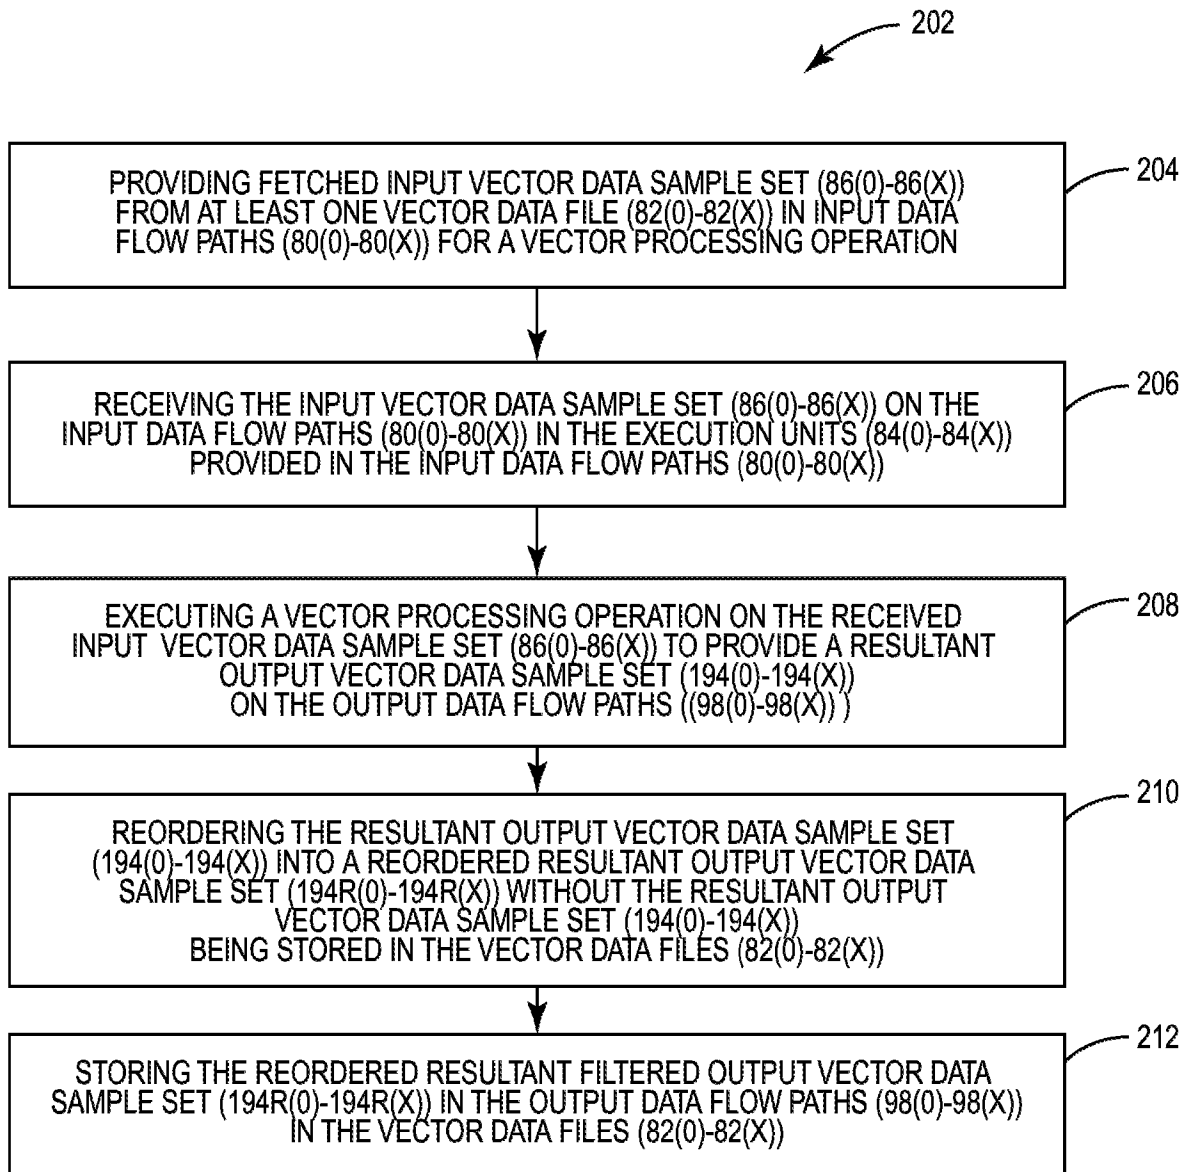 202
PROVIDING FETCHED INPUT VECTOR DATA SAMPLE SET (86(0)-86(X))
FROM AT LEAST ONE VECTOR DATA FILE (82(0)-82(X)) IN INPUT DATA
FLOW PATHS (80(0)-80(X)) FOR A VECTOR PROCESSING OPERATION
204
RECEIVING THE INPUT VECTOR DATA SAMPLE SET (86(0)-86(X)) ON THE
INPUT DATA FLOW PATHS (80(0)-80(X)) IN THE EXECUTION UNITS (84(0)-84(X))
PROVIDED IN THE INPUT DATA FLOW PATHS (80(0)-80(X))
206
EXECUTING A VECTOR PROCESSING OPERATION ON THE RECEIVED
INPUT VECTOR DATA SAMPLE SET (86(0)-86(X)) TO PROVIDE A RESULTANT
OUTPUT VECTOR DATA SAMPLE SET (194(0)-194(X))
ON THE OUTPUT DATA FLOW PATHS ((98(0)-98(X)) )
208
REORDERING THE RESULTANT OUTPUT VECTOR DATA SAMPLE SET
(194(0)-194(X)) INTO A REORDERED RESULTANT OUTPUT VECTOR DATA
SAMPLE SET (194R(0)-194R(X)) WITHOUT THE RESULTANT OUTPUT
VECTOR DATA SAMPLE SET (194(0)-194(X))
BEING STORED IN THE VECTOR DATA FILES (82(0)-82(X))
210
STORING THE REORDERED RESULTANT FILTERED OUTPUT VECTOR DATA
SAMPLE SET (194R(0)-194R(X)) IN THE OUTPUT DATA FLOW PATHS (98(0)-98(X))
IN THE VECTOR DATA FILES (82(0)-82(X))
212